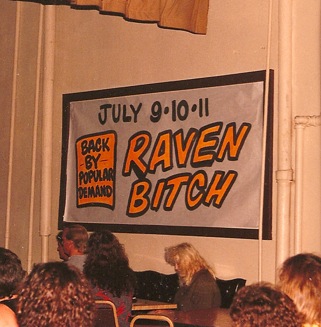 JULY 9•10•11
BACK
BY
POPULAR
DEMAND
RAVEN
BITCH